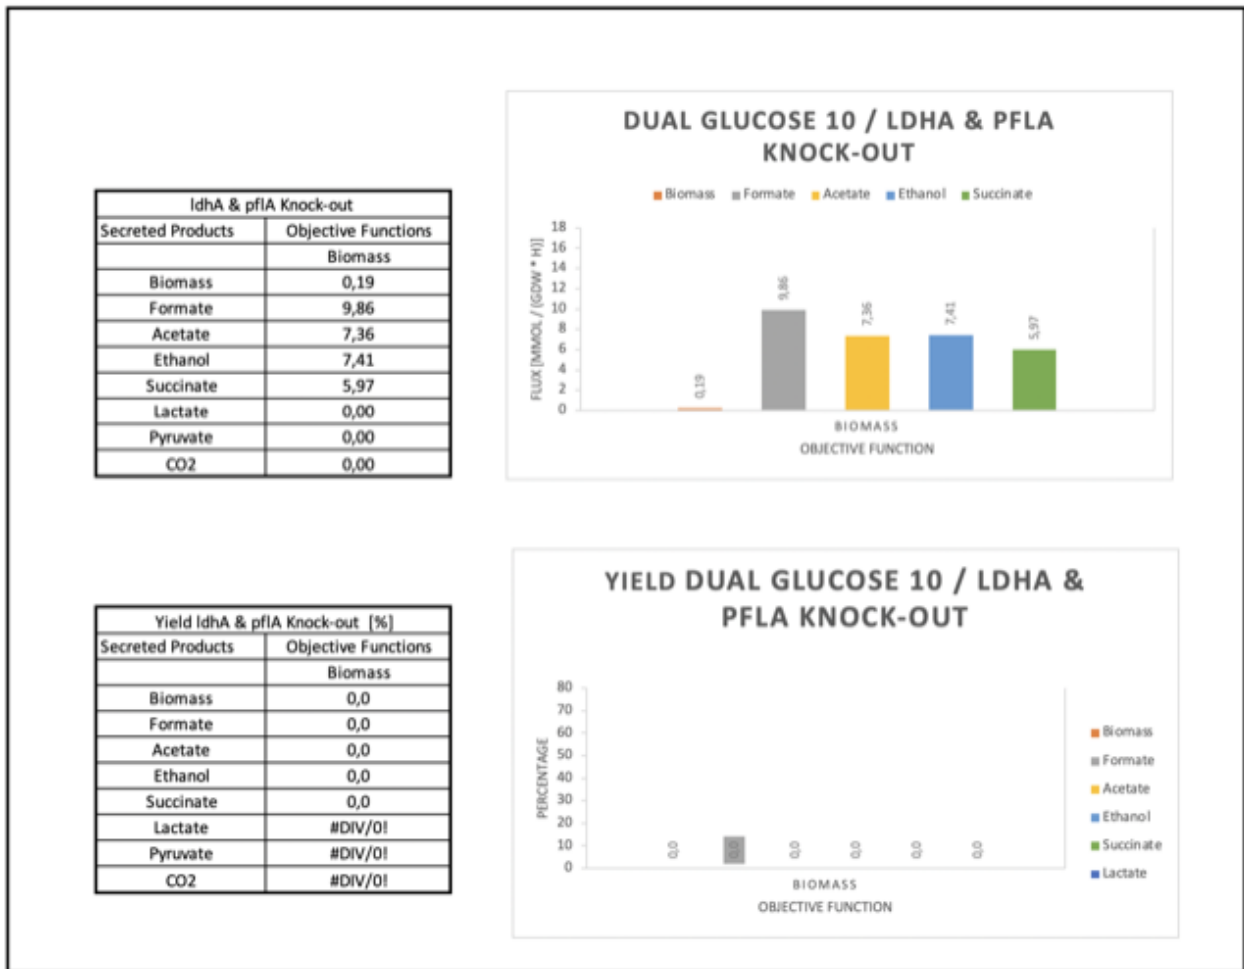 ldhA & pflA Knock-out
Secreted Products Objective Functions
Biomass
Biomass 0,19
Formate 9,86
Acetate 7,36
Ethanol 7,41
Succinate 5,97
Lactate 0,00
Pyruvate 0,00
CO2 0,00
DUAL GLUCOSE 10 / LDHA & PFLA
KNOCK-OUT
Biomass Formate Acetate Ethanol Succinate
FLUX [MMOL / (GDW * H)]
18
16
14
12
10
8
6
4
2
0
0,19
9,86
7,36
7,41
5,97
BIOMASS
OBJECTIVE FUNCTION
Yield ldhA & pflA Knock-out [%]
Secreted Products Objective Functions
Biomass
Biomass 0,0
Formate 0,0
Acetate 0,0
Ethanol 0,0
Succinate 0,0
Lactate #DIV/0!
Pyruvate #DIV/0!
CO2 #DIV/0!
YIELD DUAL GLUCOSE 10 / LDHA &
PFLA KNOCK-OUT
PERCENTAGE
80
70
60
50
40
30
20
10
0
0,0
0,0
0,0
0,0
0,0
0,0
BIOMASS
OBJECTIVE FUNCTION
Biomass
Formate
Acetate
Ethanol
Succinate
Lactate